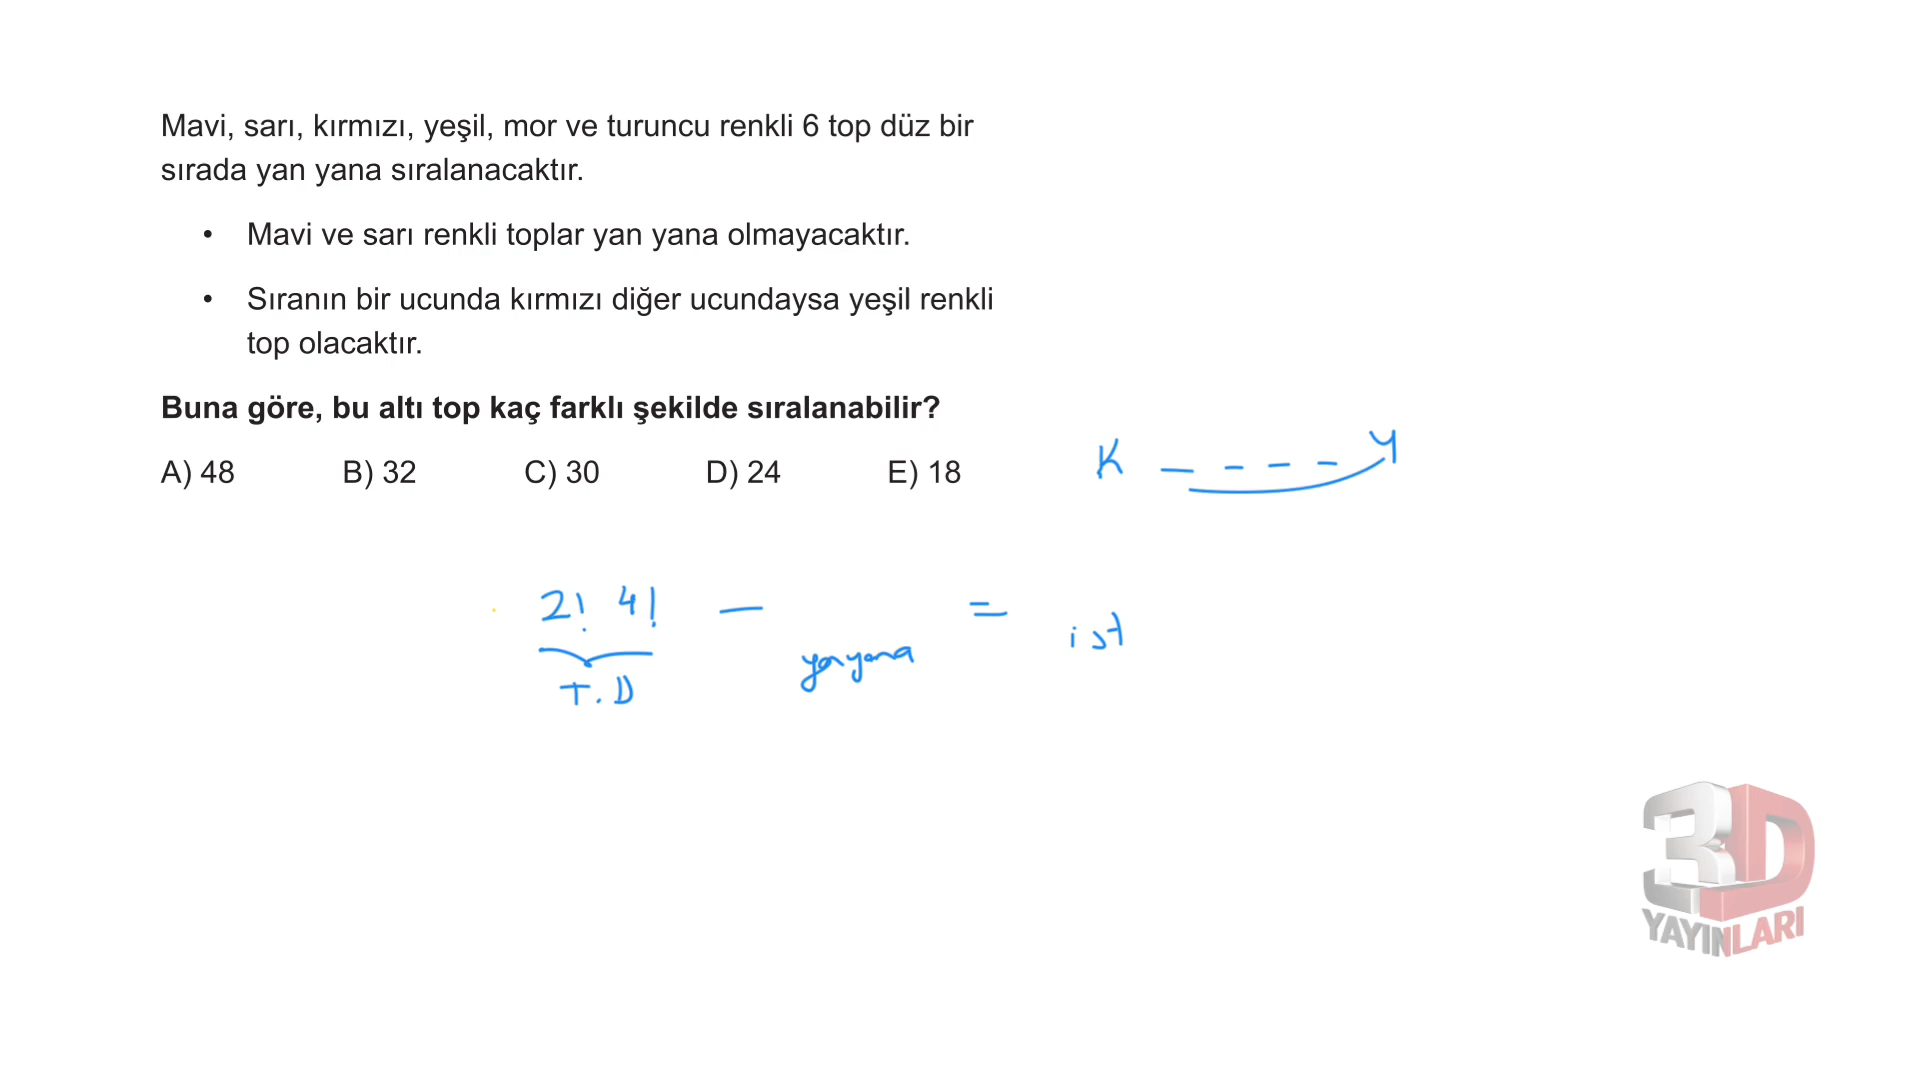 Mavi, sarı, kırmızı, yeşil, mor ve turuncu renkli 6 top düz bir
sırada yan yana sıralanacaktır.
• Mavi ve sarı renkli toplar yan yana olmayacaktır.
• Sıranın bir ucunda kırmızı diğer ucundaysa yeşil renkli
top olacaktır.
Buna göre, bu altı top kaç farklı şekilde sıralanabilir?
A) 48 B) 32 C) 30 D) 24 E) 18
K _ _ _ _ Y
2! 4! — =
yanyana ist
T.D
3D
YAYINLARI